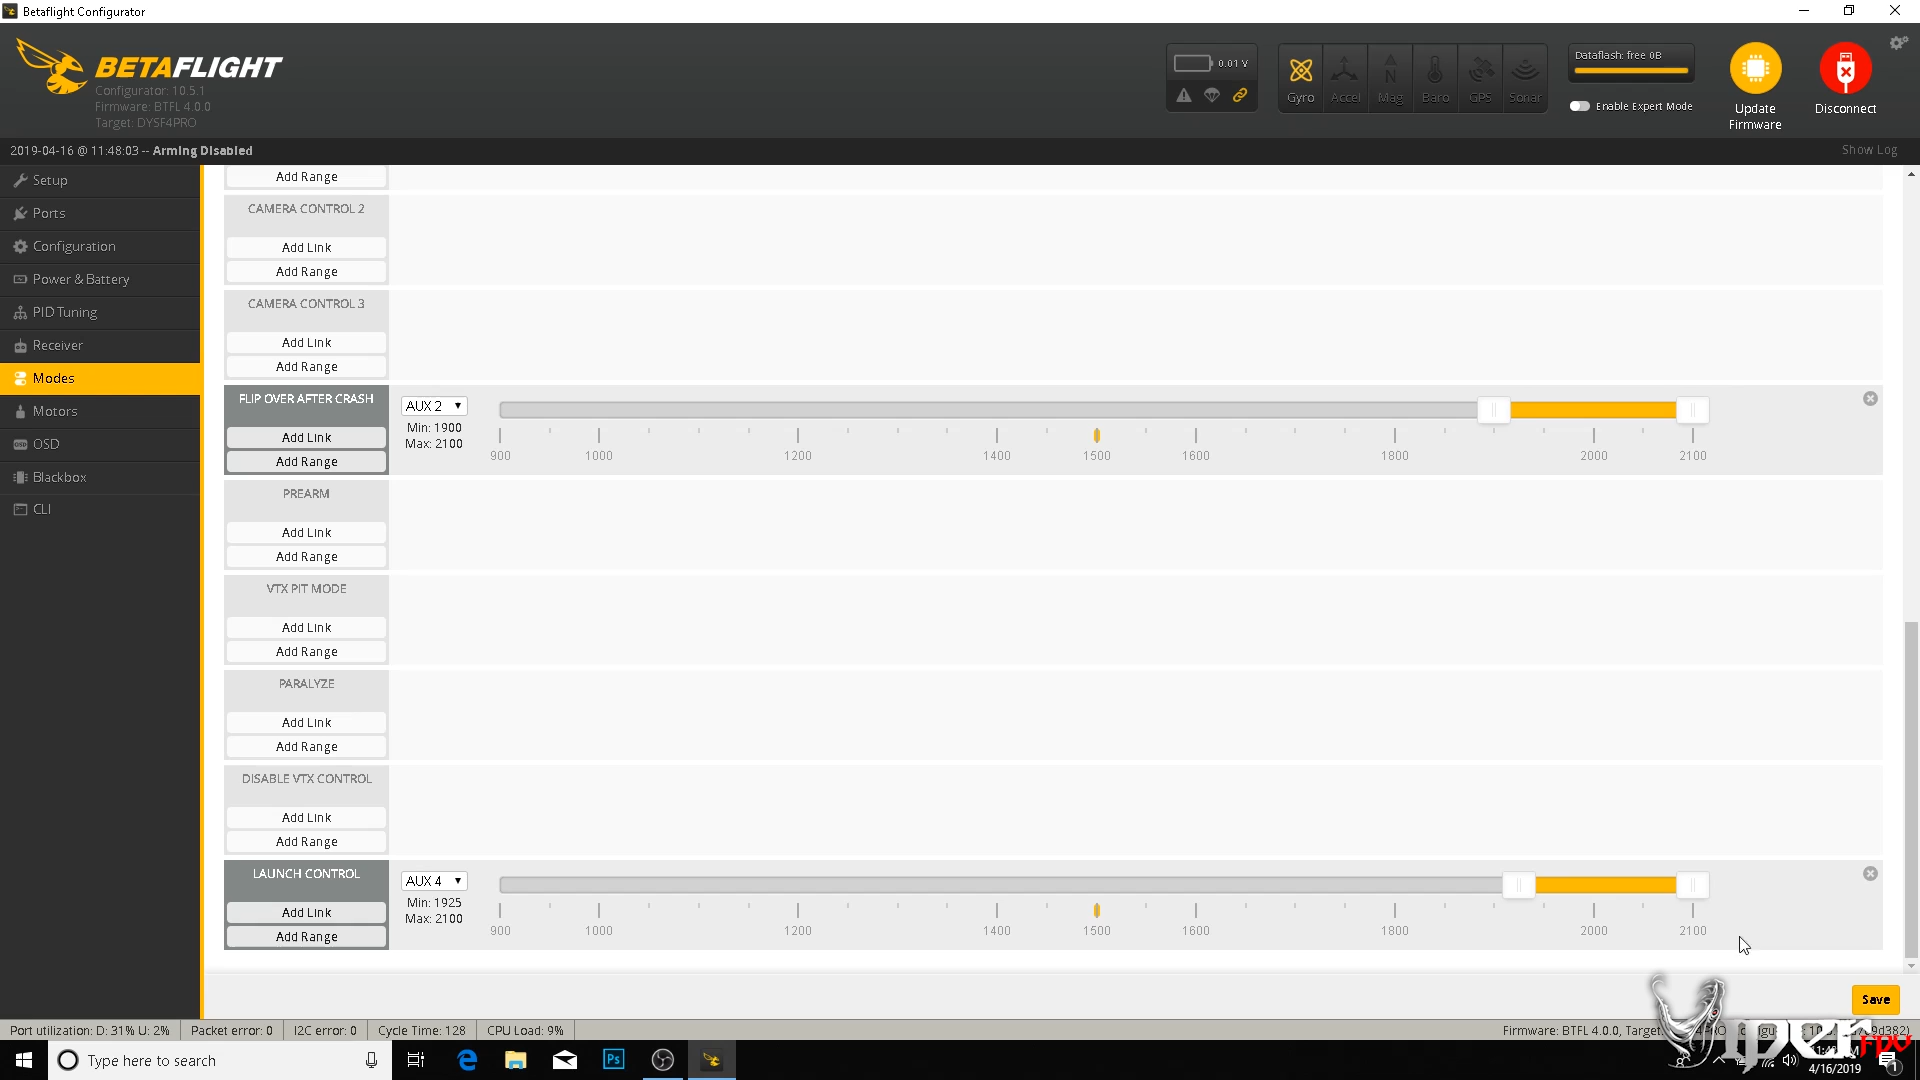 Betaflight Configurator
BETAFLIGHT
Configurator: 10.5.1
Firmware: BTFL 4.0.0
Target: DYSF4PRO
0.01 V
Gyro
Accel
Mag
Baro
GPS
Sonar
Dataflash: free 0B
Enable Expert Mode
Update
Firmware
Disconnect
2019-04-16 @ 11:48:03 -- Arming Disabled
Show Log
Setup
Ports
Configuration
Power & Battery
PID Tuning
Receiver
Modes
Motors
OSD
Blackbox
CLI
Add Range
CAMERA CONTROL 2
Add Link
Add Range
CAMERA CONTROL 3
Add Link
Add Range
FLIP OVER AFTER CRASH
Add Link
Add Range
AUX 2
Min: 1900
Max: 2100
900 1000 1200 1400 1500 1600 1800 2000 2100
PREARM
Add Link
Add Range
VTX PIT MODE
Add Link
Add Range
PARALYZE
Add Link
Add Range
DISABLE VTX CONTROL
Add Link
Add Range
LAUNCH CONTROL
Add Link
Add Range
AUX 4
Min: 1925
Max: 2100
900 1000 1200 1400 1500 1600 1800 2000 2100
Save
Port utilization: D: 31% U: 2%
Packet error: 0
I2C error: 0
Cycle Time: 128
CPU Load: 9%
Firmware: BTFL 4.0.0, Target:
Viper FPV
Type here to search
Ps
4/16/2019
1